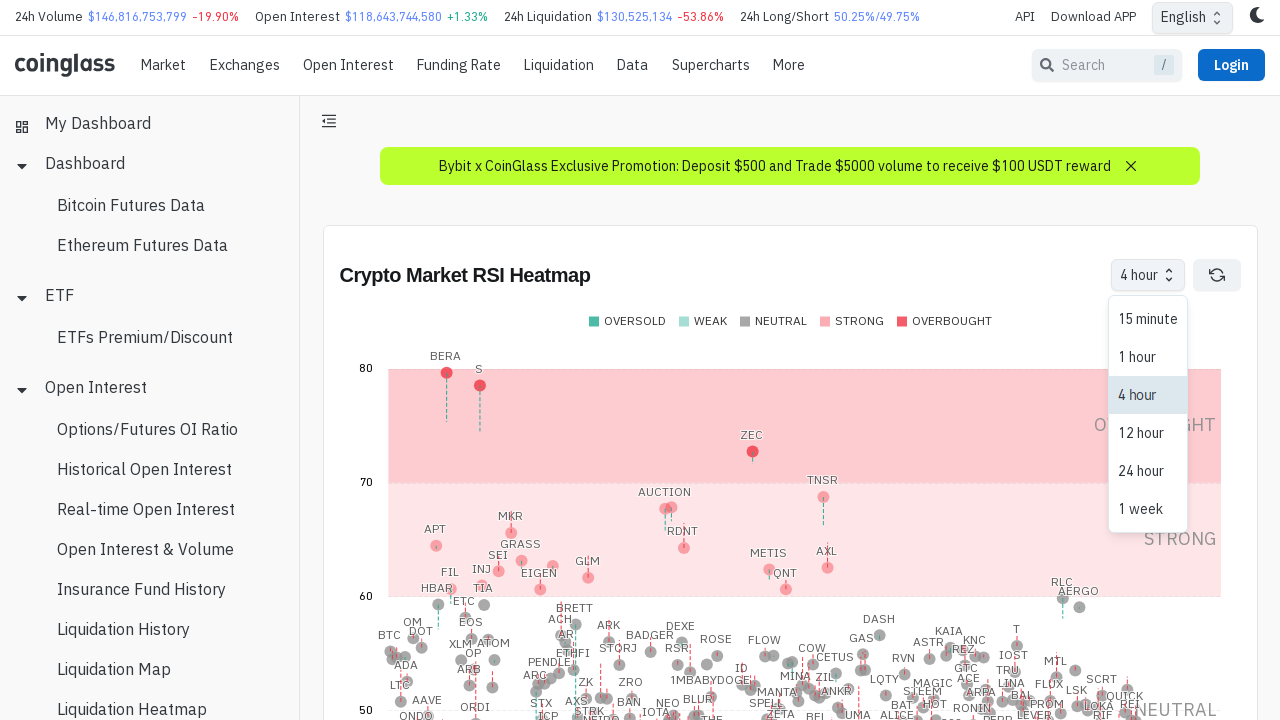 24h Volume $146,816,753,799 -19.90% Open Interest $118,643,744,580 +1.33% 24h Liquidation $130,525,134 -53.86% 24h Long/Short 50.25%/49.75% API Download APP English
coinglass Market Exchanges Open Interest Funding Rate Liquidation Data Supercharts More Search / Login
My Dashboard
Dashboard
Bitcoin Futures Data
Ethereum Futures Data
ETF
ETFs Premium/Discount
Open Interest
Options/Futures OI Ratio
Historical Open Interest
Real-time Open Interest
Open Interest & Volume
Insurance Fund History
Liquidation History
Liquidation Map
Liquidation Heatmap
Bybit x CoinGlass Exclusive Promotion: Deposit $500 and Trade $5000 volume to receive $100 USDT reward
Crypto Market RSI Heatmap
4 hour
15 minute
1 hour
4 hour
12 hour
24 hour
1 week
OVERSOLD WEAK NEUTRAL STRONG OVERBOUGHT
80
BERA
S
ZEC
70
TNSR
AUCTION
MKR
RDNT
APT
GRASS
STRONG
SEI
GLM
METIS
AXL
FIL
INJ
EIGEN
QNT
HBAR
TIA
RLC
AERGO
60
ETC
BRETT
OM
EOS
ACH
ARK
DEXE
DASH
BTC
DOT
BADGER
ROSE
FLOW
GAS
KAIA
T
XLM
ATOM
STORJ
RSR
COW
ASTR
KNC
REZ
OP
ETHFI
CETUS
RVN
IOST
ADA
ARB
PENDLE
ID
MTL
ARC
1MBABYDOGE
MINA
ZIL
LQTY
MAGIC
GTC
ACE
TRU
LTC
ZK
ZRO
MANTA
ANKR
STEEM
ARPA
LINA
FLUX
SCRT
AAVE
STX
AXS
BAN
NEO
BLUR
SPELL
BAT
HOT
RONIN
BAL
PROM
LSK
QUICK
ORDI
STRK
IOTA
ZETA
LOKA
NEUTRAL
50
ONDO
ICP
NEIRO
THE
BEL
UMA
ALICE
PERP
LEVER
RIF
REI